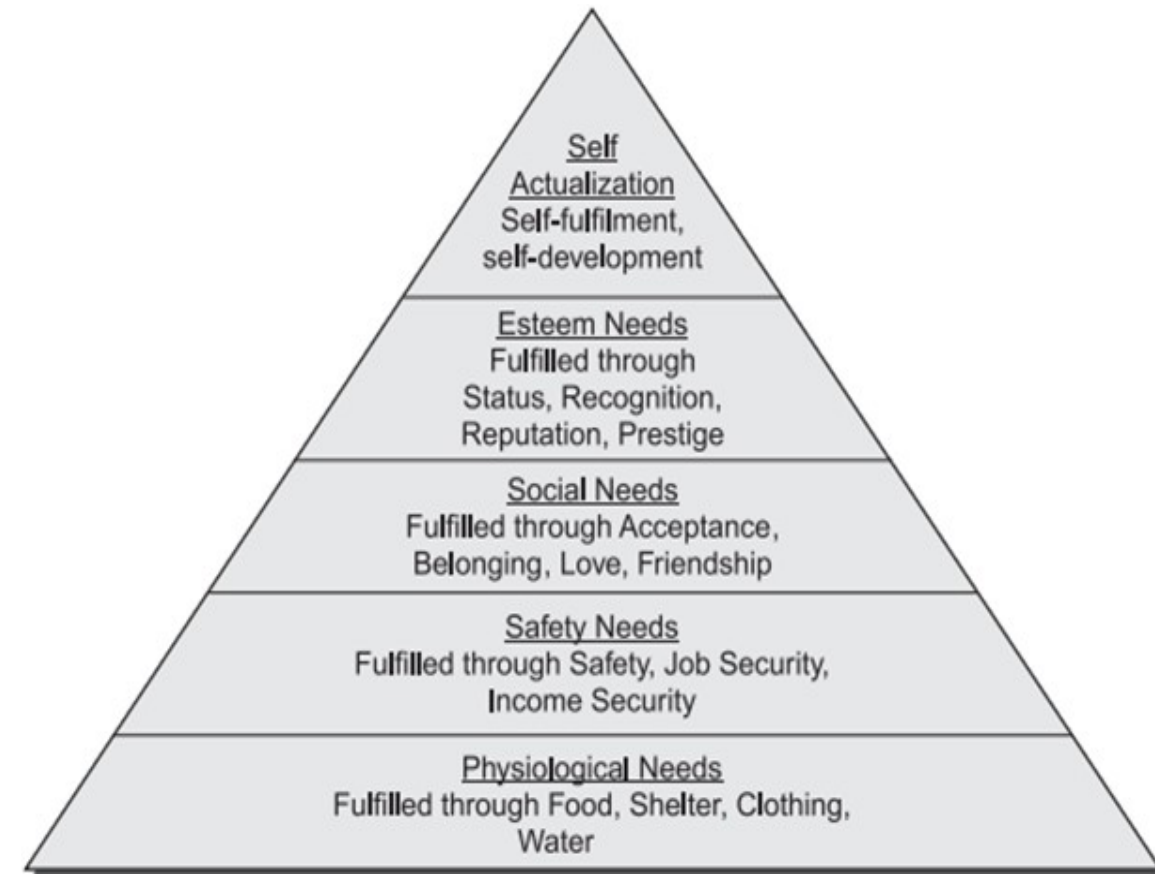 Self
Actualization
Self-fulfilment,
self-development
Esteem Needs
Fulfilled through
Status, Recognition,
Reputation, Prestige
Social Needs
Fulfilled through Acceptance,
Belonging, Love, Friendship
Safety Needs
Fulfilled through Safety, Job Security,
Income Security
Physiological Needs
Fulfilled through Food, Shelter, Clothing,
Water